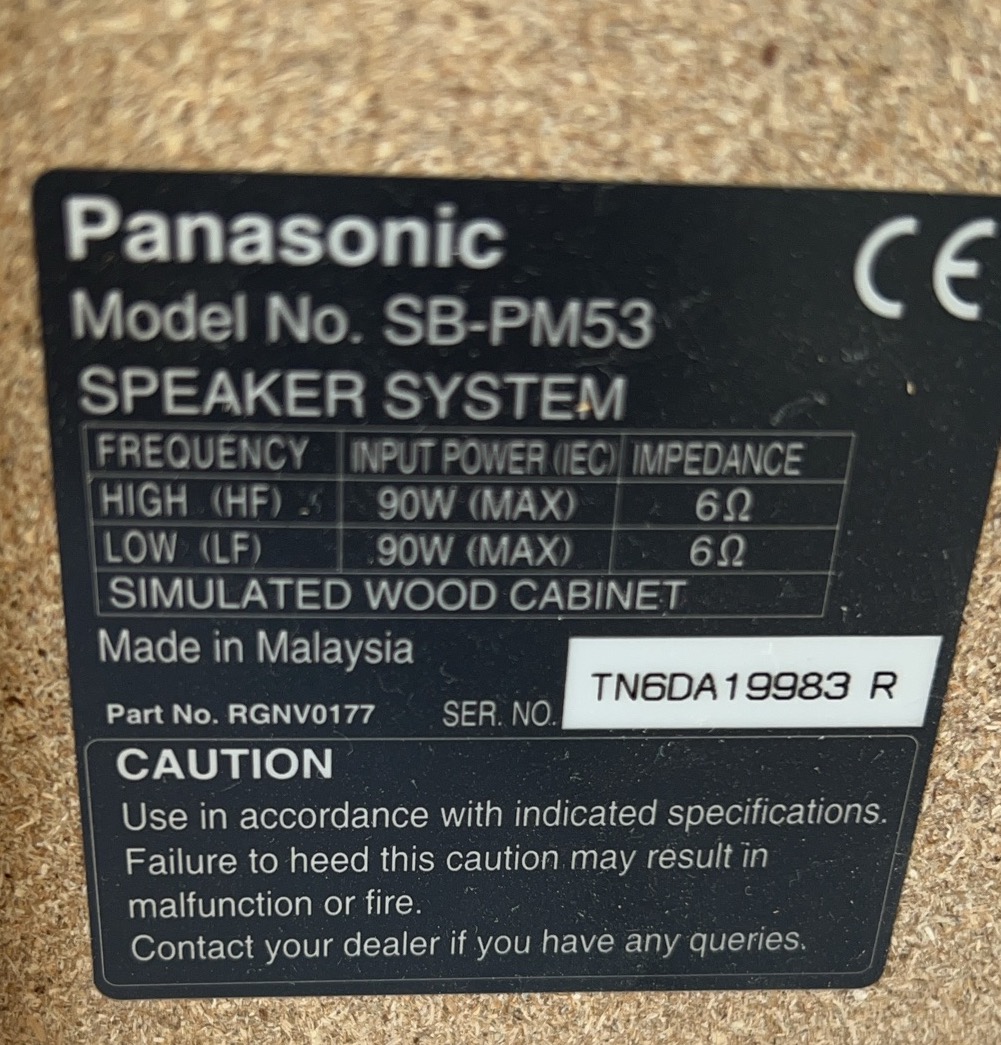 Panasonic CE
Model No. SB-PM53
SPEAKER SYSTEM
FREQUENCY INPUT POWER (IEC) IMPEDANCE
HIGH (HF) 90W (MAX) 6Ω
LOW (LF) 90W (MAX) 6Ω
SIMULATED WOOD CABINET
Made in Malaysia
Part No. RGNV0177 SER. NO. TN6DA19983 R
CAUTION
Use in accordance with indicated specifications.
Failure to heed this caution may result in
malfunction or fire.
Contact your dealer if you have any queries.